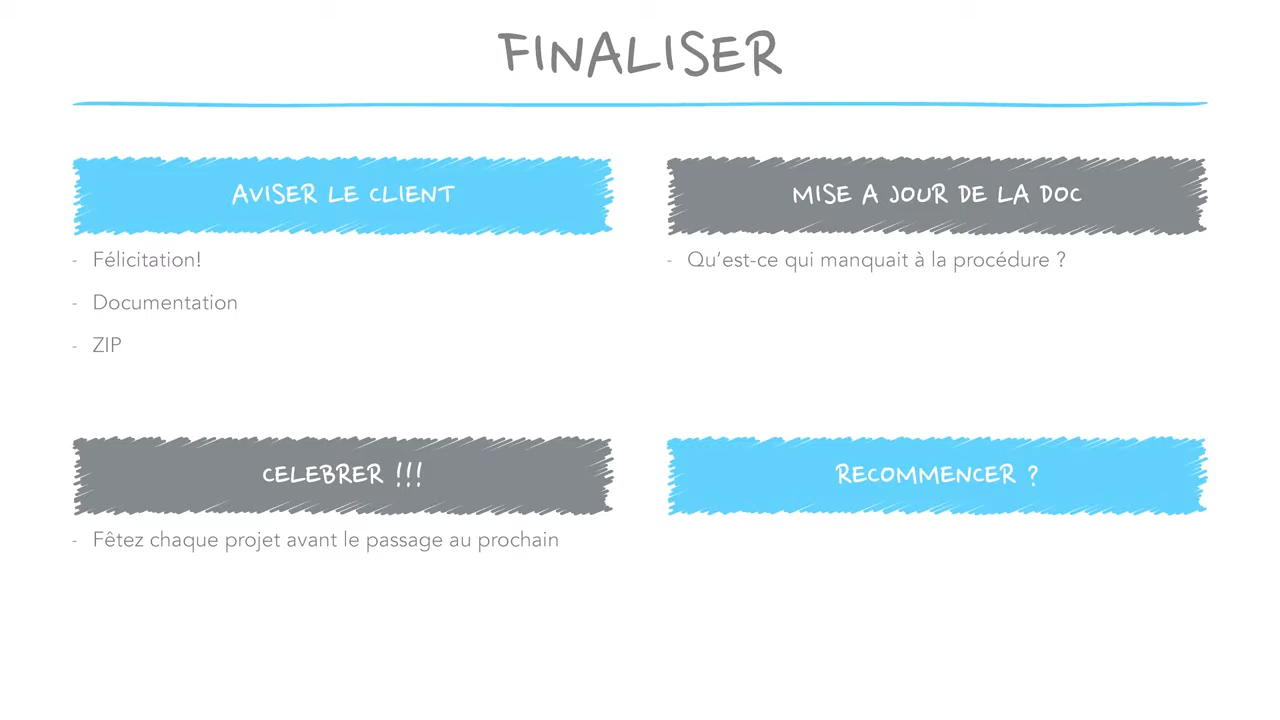 FINALISER
AVISER LE CLIENT
- Félicitation!
- Documentation
- ZIP
MISE A JOUR DE LA DOC
- Qu’est-ce qui manquait à la procédure ?
CELEBRER !!!
- Fêtez chaque projet avant le passage au prochain
RECOMMENCER ?